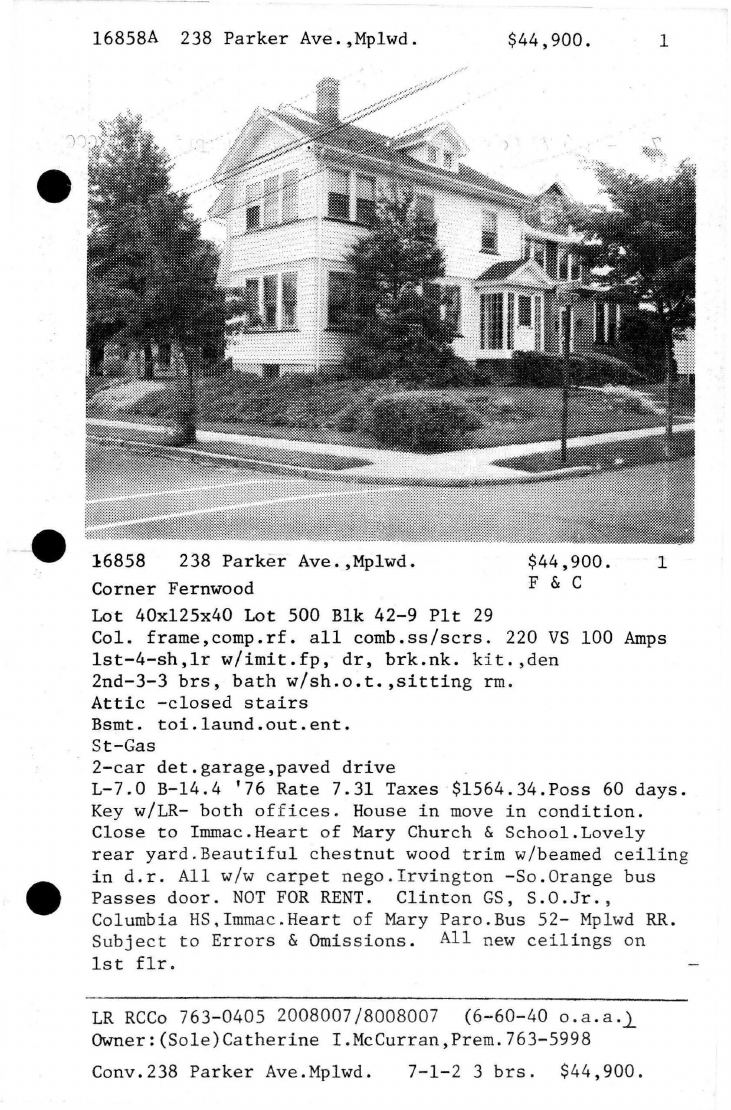 16858A 238 Parker Ave.,Mplwd. $44,900. 1
16858 238 Parker Ave.,Mplwd. $44,900. 1
Corner Fernwood F & C
Lot 40x125x40 Lot 500 Blk 42-9 Plt 29
Col. frame,comp.rf. all comb.ss/scrs. 220 VS 100 Amps
1st-4-sh,lr w/imit.fp, dr, brk.nk. kit.,den
2nd-3-3 brs, bath w/sh.o.t.,sitting rm.
Attic -closed stairs
Bsmt. toi.laund.out.ent.
St-Gas
2-car det.garage,paved drive
L-7.0 B-14.4 '76 Rate 7.31 Taxes $1564.34.Poss 60 days.
Key w/LR- both offices. House in move in condition.
Close to Immac.Heart of Mary Church & School.Lovely
rear yard.Beautiful chestnut wood trim w/beamed ceiling
in d.r. All w/w carpet nego.Irvington -So.Orange bus
Passes door. NOT FOR RENT. Clinton GS, S.O.Jr.,
Columbia HS,Immac.Heart of Mary Paro.Bus 52- Mplwd RR.
Subject to Errors & Omissions. All new ceilings on
1st flr.
LR RCCo 763-0405 2008007/8008007 (6-60-40 o.a.a.)
Owner:(Sole)Catherine I.McCurran,Prem.763-5998
Conv.238 Parker Ave.Mplwd. 7-1-2 3 brs. $44,900.